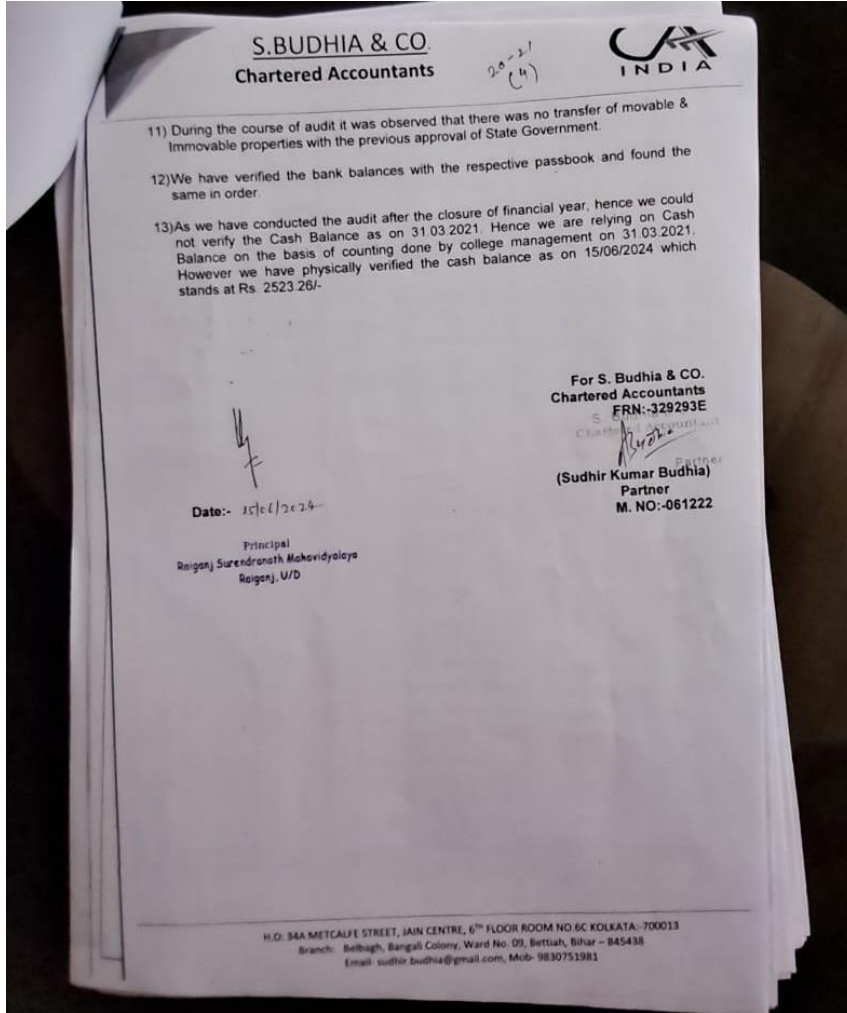 S.BUDHIA & CO.
Chartered Accountants
20-21
(4)
CA
INDIA
11) During the course of audit it was observed that there was no transfer of movable &
Immovable properties with the previous approval of State Government.
12)We have verified the bank balances with the respective passbook and found the
same in order.
13)As we have conducted the audit after the closure of financial year, hence we could
not verify the Cash Balance as on 31.03.2021. Hence we are relying on Cash
Balance on the basis of counting done by college management on 31.03.2021.
However we have physically verified the cash balance as on 15/06/2024 which
stands at Rs. 2523.26/-
For S. Budhia & CO.
Chartered Accountants
FRN:-329293E
Chartered Accountant
SBudhia
Partner
(Sudhir Kumar Budhia)
Partner
M. NO:-061222
Date:- 15/06/2024
Principal
Raiganj Surendranath Mahavidyalaya
Raiganj, U/D
H.O: 34A METCALFE STREET, JAIN CENTRE, 6TH FLOOR ROOM NO 6C KOLKATA:-700013
Branch: Belbagh, Bangali Colony, Ward No. 09, Bettiah, Bihar – 845438
Email- sudhir.budhia@gmail.com, Mob- 9830751981